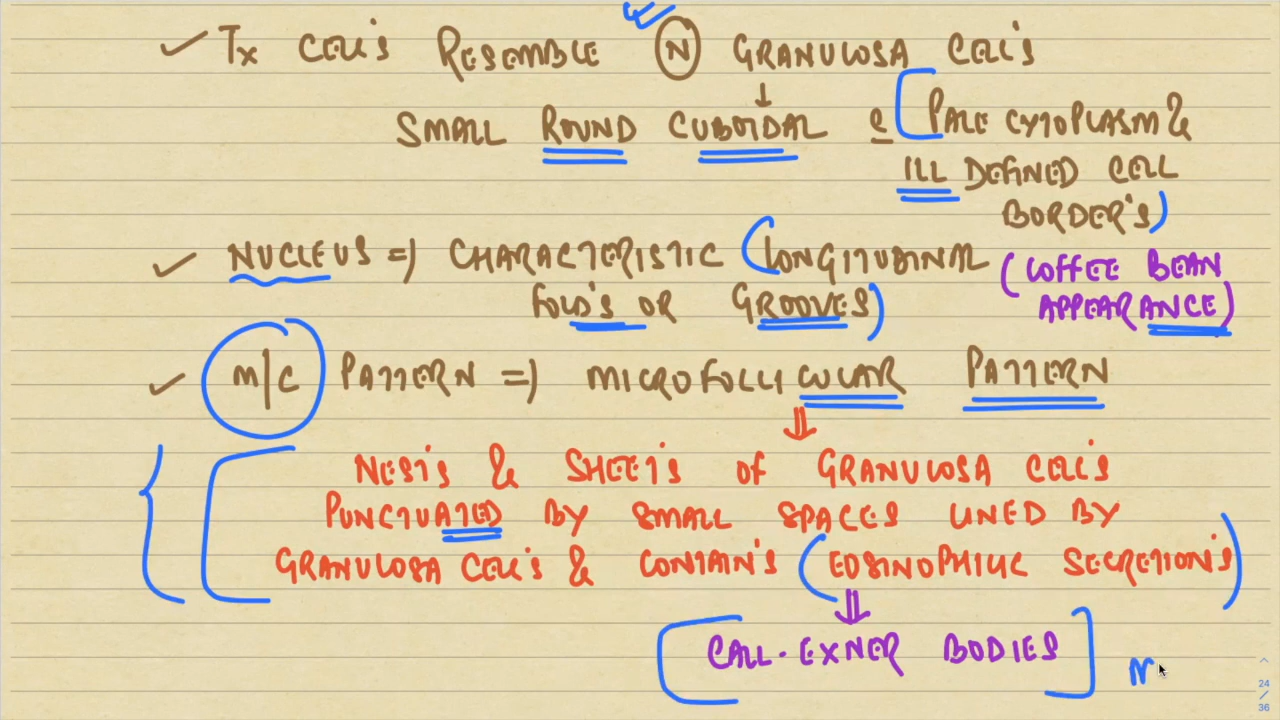 ✓ Tx CELL'S RESEMBLE Ⓝ GRANULOSA CELL'S
↓
SMALL ROUND CUBOIDAL c̲ [PALE CYTOPLASM &
ILL DEFINED CELL
BORDER'S)
✓ NUCLEUS => CHARACTERISTIC (LONGITUDINAL
FOLD'S OR GROOVES)
(COFFEE BEAN
APPEARANCE)
✓ M/C PATTERN => MICROFOLLICULAR PATTERN
⇓
NEST'S & SHEET'S OF GRANULOSA CELL'S
PUNCTUATED BY SMALL SPACES LINED BY
GRANULOSA CELL'S & CONTAIN'S (EOSINOPHILIC SECRETION'S)
⇓
[CALL-EXNER BODIES]
24
/
36